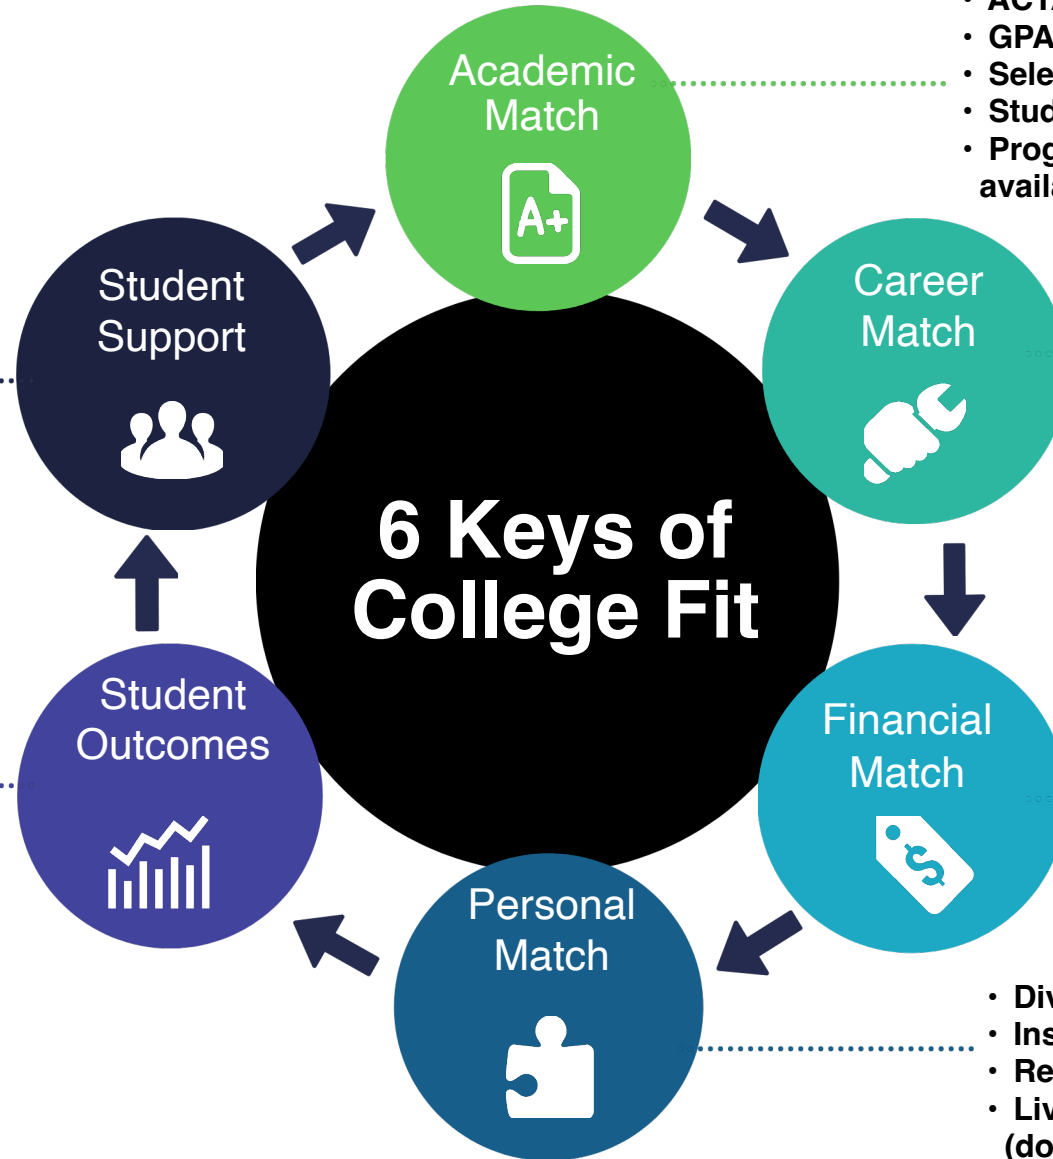 GPA
Academic
Match
A+
Student
Support
Career
Match
6 Keys of
College Fit
Student
Outcomes
Financial
Match
$
Personal
Match